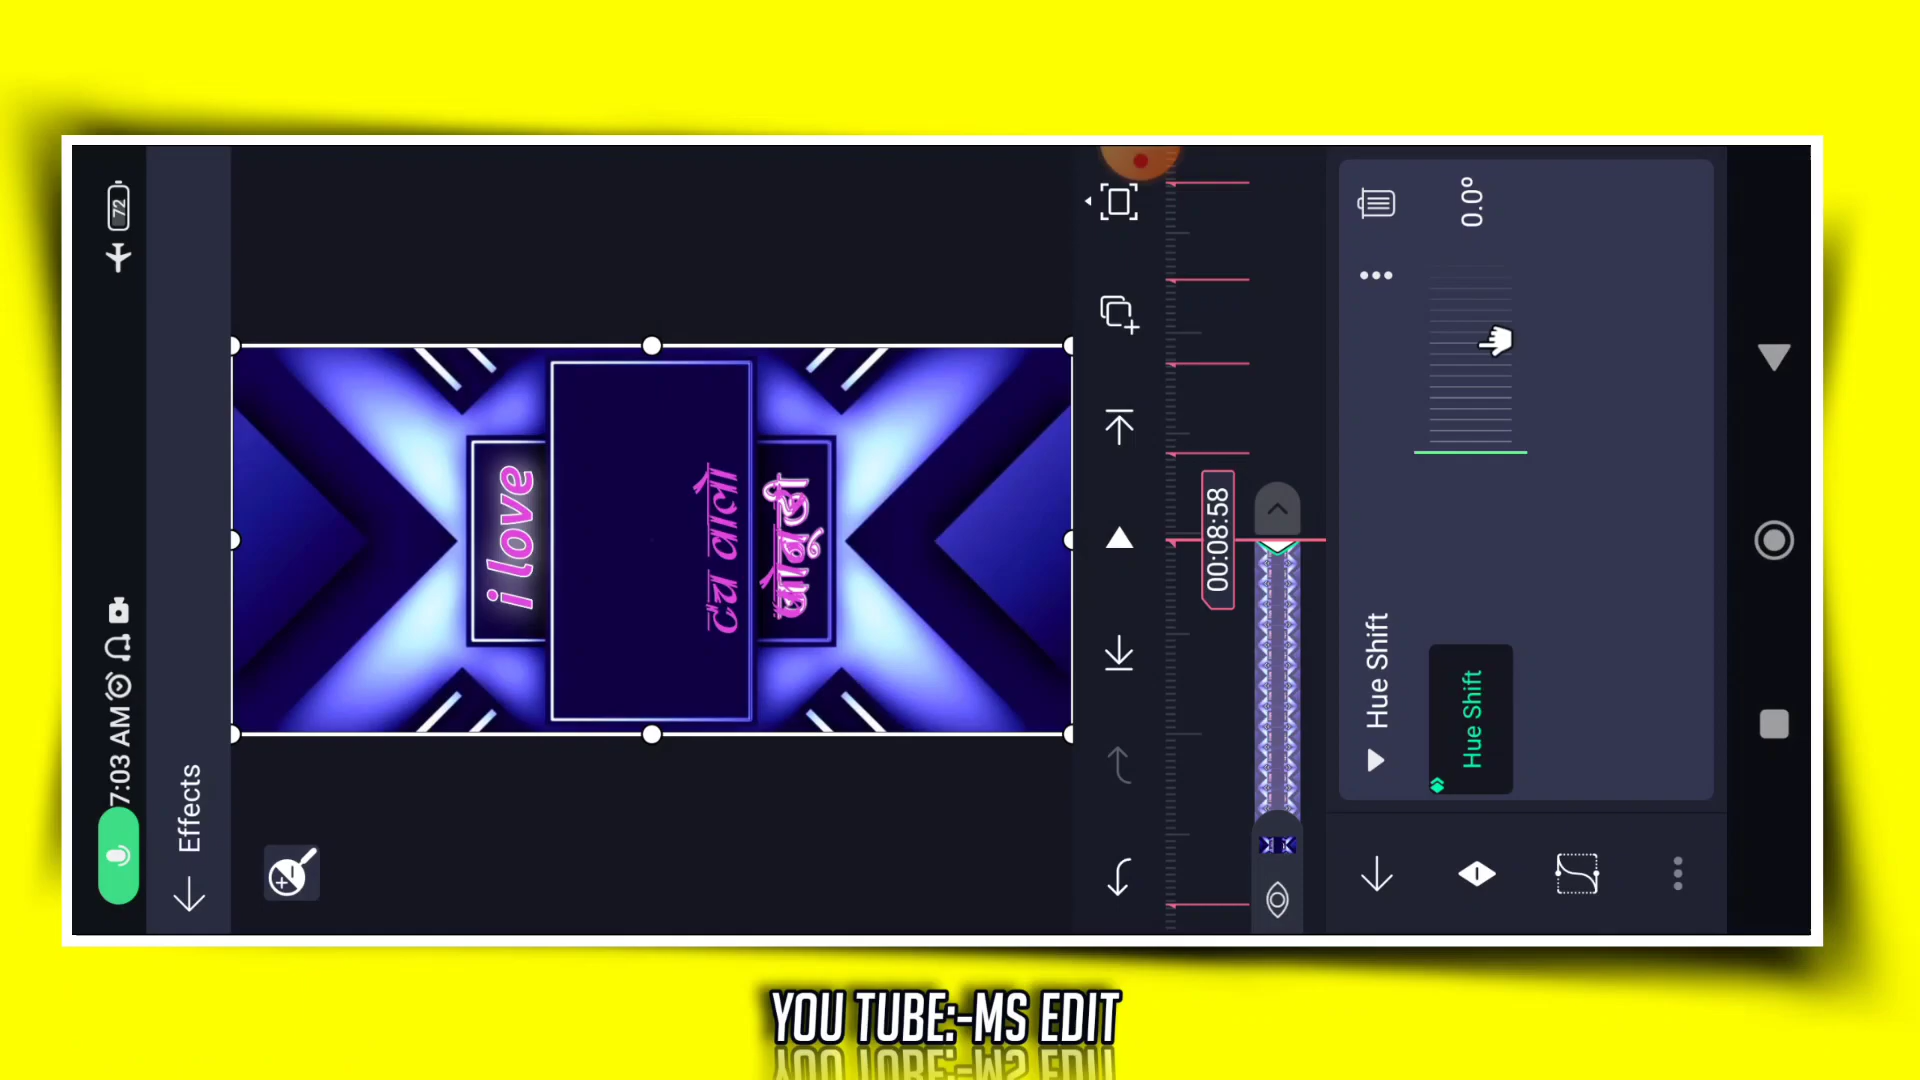 72
7:03 AM
Effects
i love
00:08:58
0.0°
Hue Shift
Hue Shift
YOU TUBE:-MS EDIT